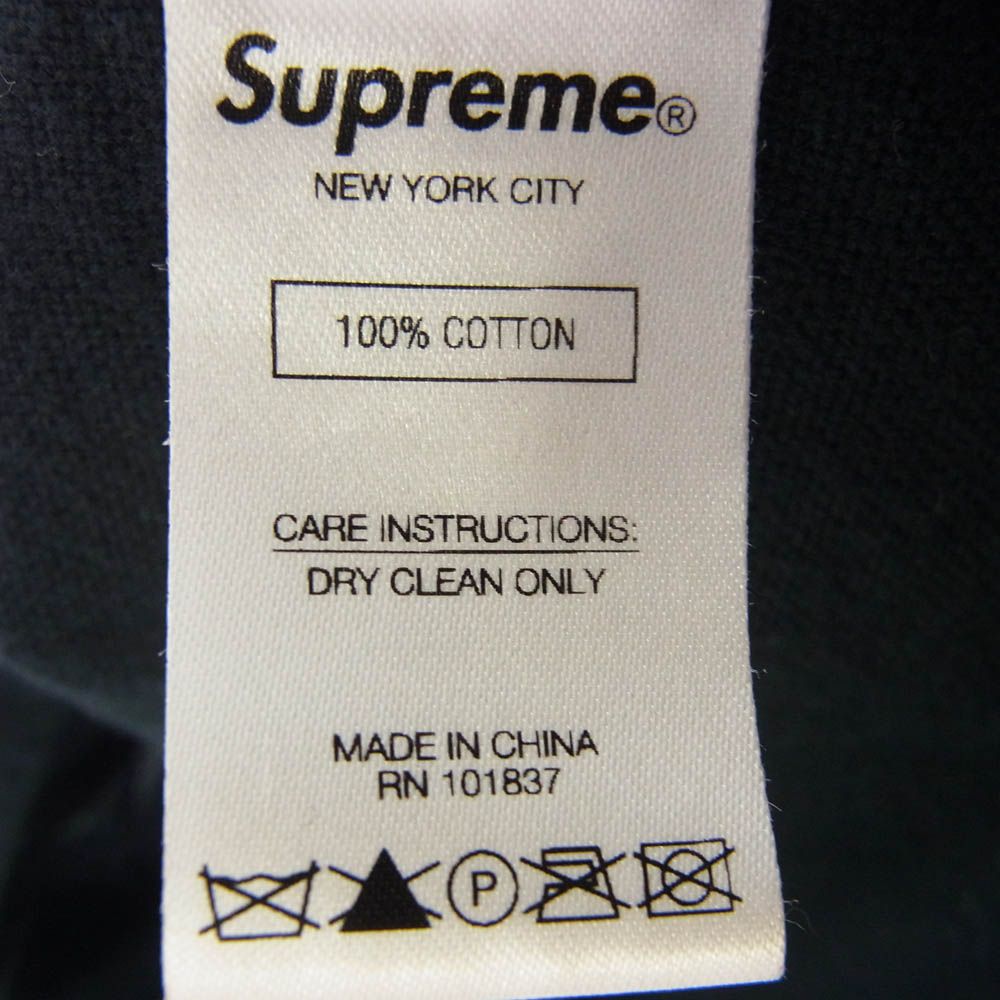 Supreme®
NEW YORK CITY
100% COTTON
CARE INSTRUCTIONS:
DRY CLEAN ONLY
MADE IN CHINA
RN 101837
P